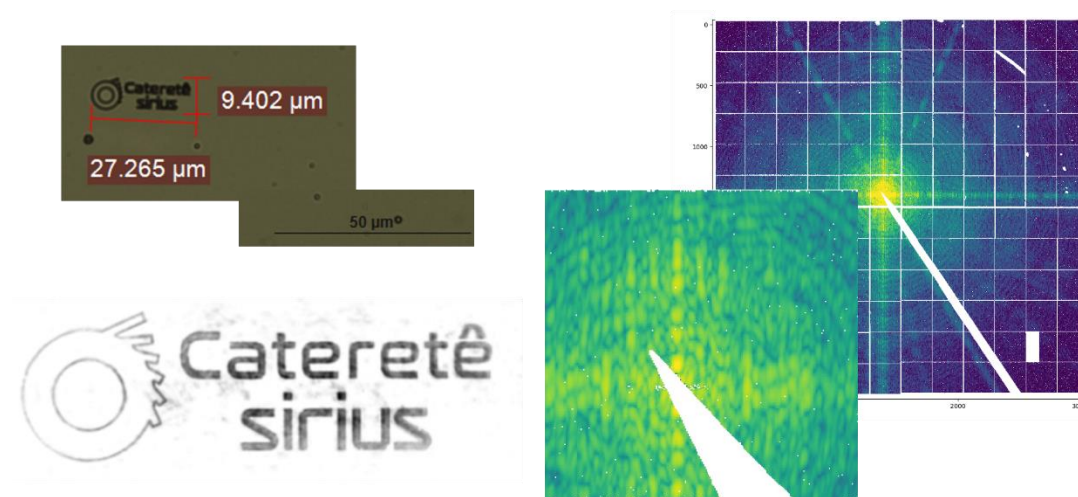 Cateretê
sirius
9.402 µm
27.265 µm
50 µm
Cateretê
sirius
0
500
1000
2000